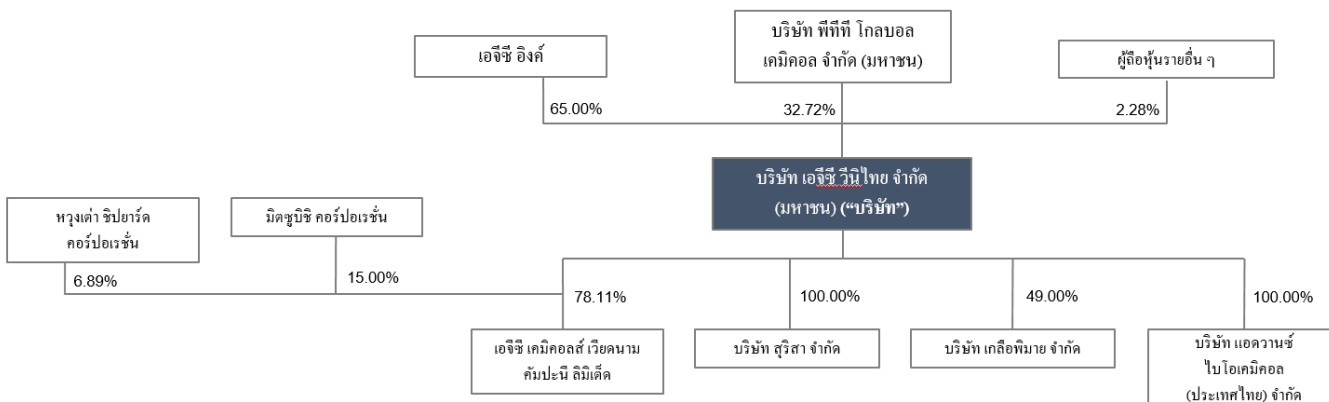 เอจีซี อิงค์
บริษัท พีทีที โกลบอล
เคมิคอล จำกัด (มหาชน)
ผู้ถือหุ้นรายอื่น ๆ
65.00%
32.72%
2.28%
บริษัท เอจีซี วีนิไทย จำกัด
(มหาชน) (“บริษัท”)
หวุงเต่า ชิปยาร์ด
คอร์ปอเรชั่น
มิตซูบิชิ คอร์ปอเรชั่น
6.89%
15.00%
78.11%
100.00%
49.00%
100.00%
เอจีซี เคมิคอลส์ เวียดนาม
คัมปะนี ลิมิเต็ด
บริษัท สุริสา จำกัด
บริษัท เกลือพิมาย จำกัด
บริษัท แอดวานซ์
ไบโอเคมิคอล
(ประเทศไทย) จำกัด